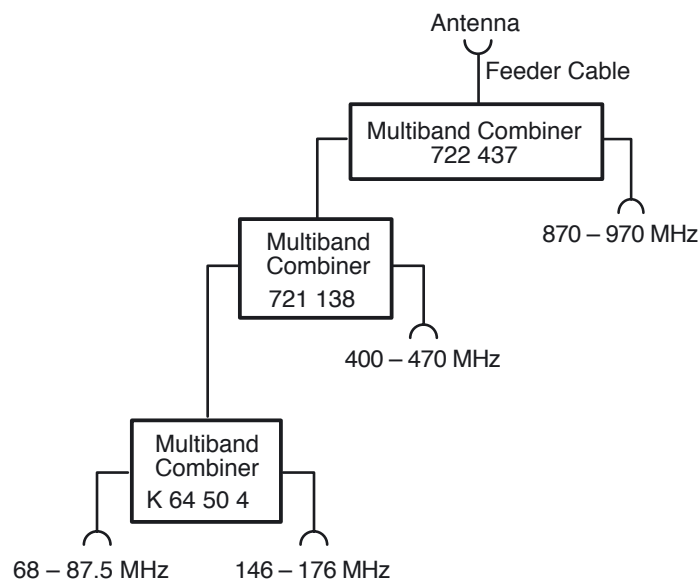 Antenna
Feeder Cable
Multiband Combiner
722 437
870 – 970 MHz
Multiband
Combiner
721 138
400 – 470 MHz
Multiband
Combiner
K 64 50 4
68 – 87.5 MHz
146 – 176 MHz